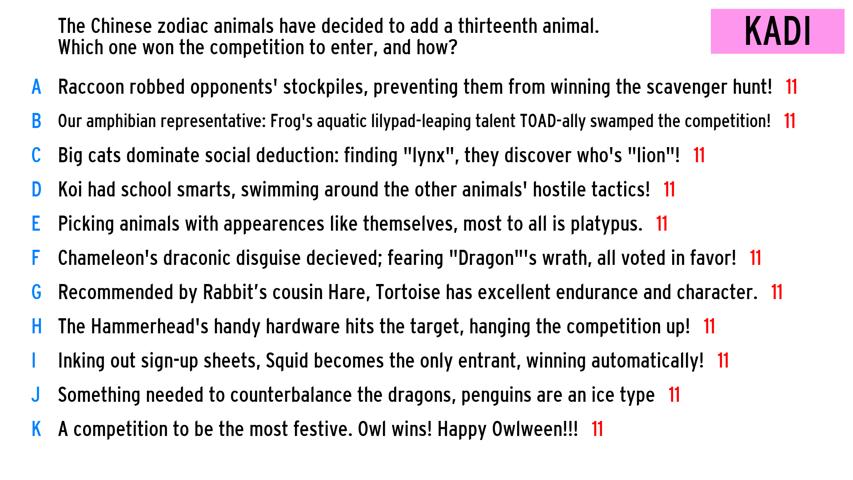 The Chinese zodiac animals have decided to add a thirteenth animal.
Which one won the competition to enter, and how?
KADI
A Raccoon robbed opponents' stockpiles, preventing them from winning the scavenger hunt! 11
B Our amphibian representative: Frog's aquatic lilypad-leaping talent TOAD-ally swamped the competition! 11
C Big cats dominate social deduction: finding "lynx", they discover who's "lion"! 11
D Koi had school smarts, swimming around the other animals' hostile tactics! 11
E Picking animals with appearences like themselves, most to all is platypus. 11
F Chameleon's draconic disguise decieved; fearing "Dragon"'s wrath, all voted in favor! 11
G Recommended by Rabbit’s cousin Hare, Tortoise has excellent endurance and character. 11
H The Hammerhead's handy hardware hits the target, hanging the competition up! 11
I Inking out sign-up sheets, Squid becomes the only entrant, winning automatically! 11
J Something needed to counterbalance the dragons, penguins are an ice type 11
K A competition to be the most festive. Owl wins! Happy Owlween!!! 11